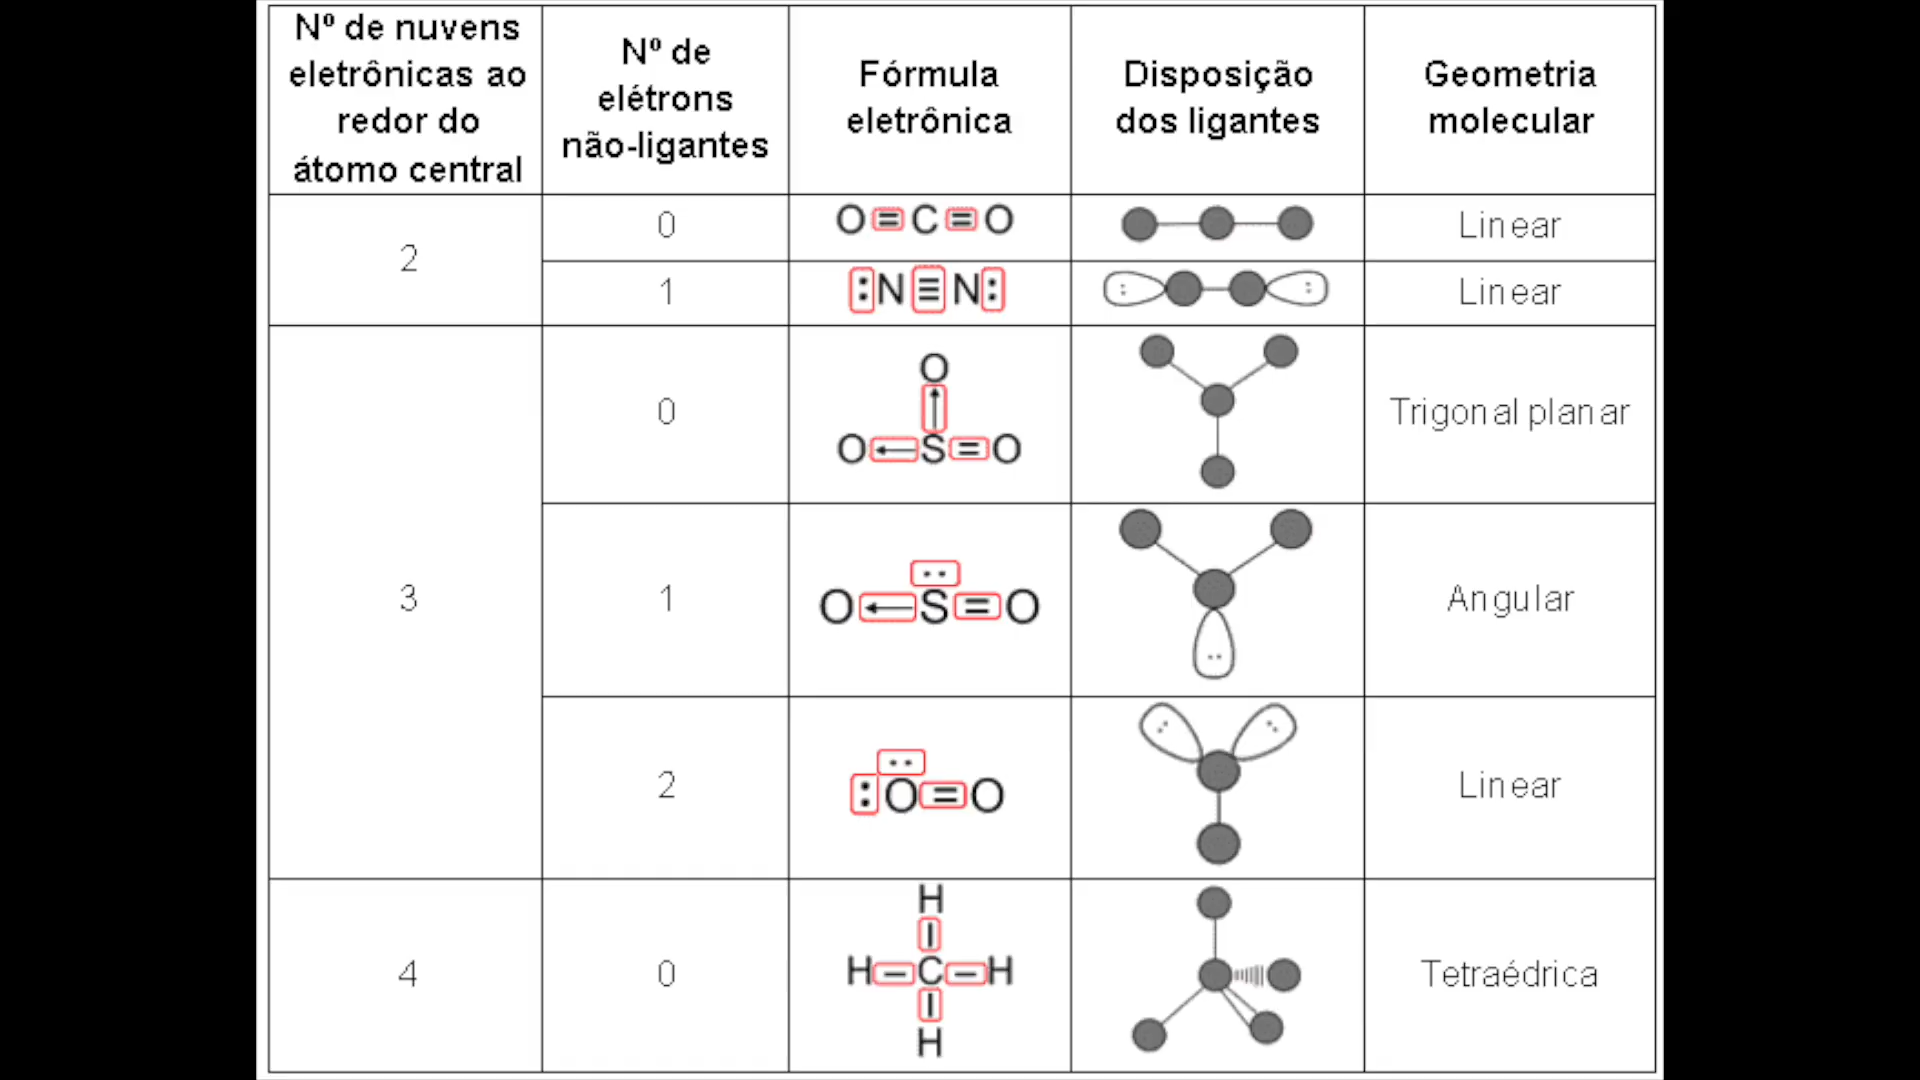 Nº de nuvens
eletrônicas ao
redor do
átomo central
Nº de
elétrons
não-ligantes
Fórmula
eletrônica
Disposição
dos ligantes
Geometria
molecular
2
0
O=C=O
Linear
1
:N≡N:
: :
Linear
3
0
O
↑
O←S=O
Trigonal planar
1
··
O←S=O
··
Angular
2
··
:O=O
: :
Linear
4
0
H
|
H–C–H
|
H
Tetraédrica